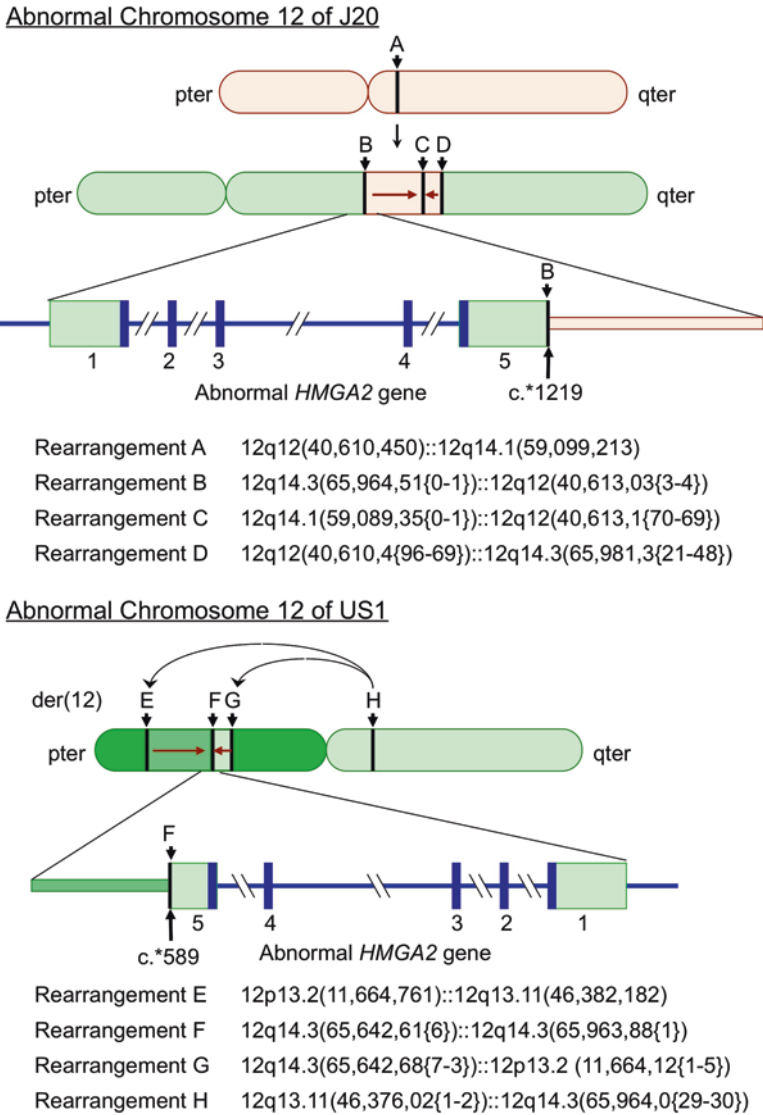 Abnormal Chromosome 12 of J20
A
pter qter
B C D
pter qter
B
1 2 3 4 5
Abnormal HMGA2 gene c.*1219
Rearrangement A 12q12(40,610,450)::12q14.1(59,099,213)
Rearrangement B 12q14.3(65,964,51{0-1})::12q12(40,613,03{3-4})
Rearrangement C 12q14.1(59,089,35{0-1})::12q12(40,613,1{70-69})
Rearrangement D 12q12(40,610,4{96-69})::12q14.3(65,981,3{21-48})
Abnormal Chromosome 12 of US1
der(12) E F G H
pter qter
F
5 4 3 2 1
c.*589 Abnormal HMGA2 gene
Rearrangement E 12p13.2(11,664,761)::12q13.11(46,382,182)
Rearrangement F 12q14.3(65,642,61{6})::12q14.3(65,963,88{1})
Rearrangement G 12q14.3(65,642,68{7-3})::12p13.2 (11,664,12{1-5})
Rearrangement H 12q13.11(46,376,02{1-2})::12q14.3(65,964,0{29-30})